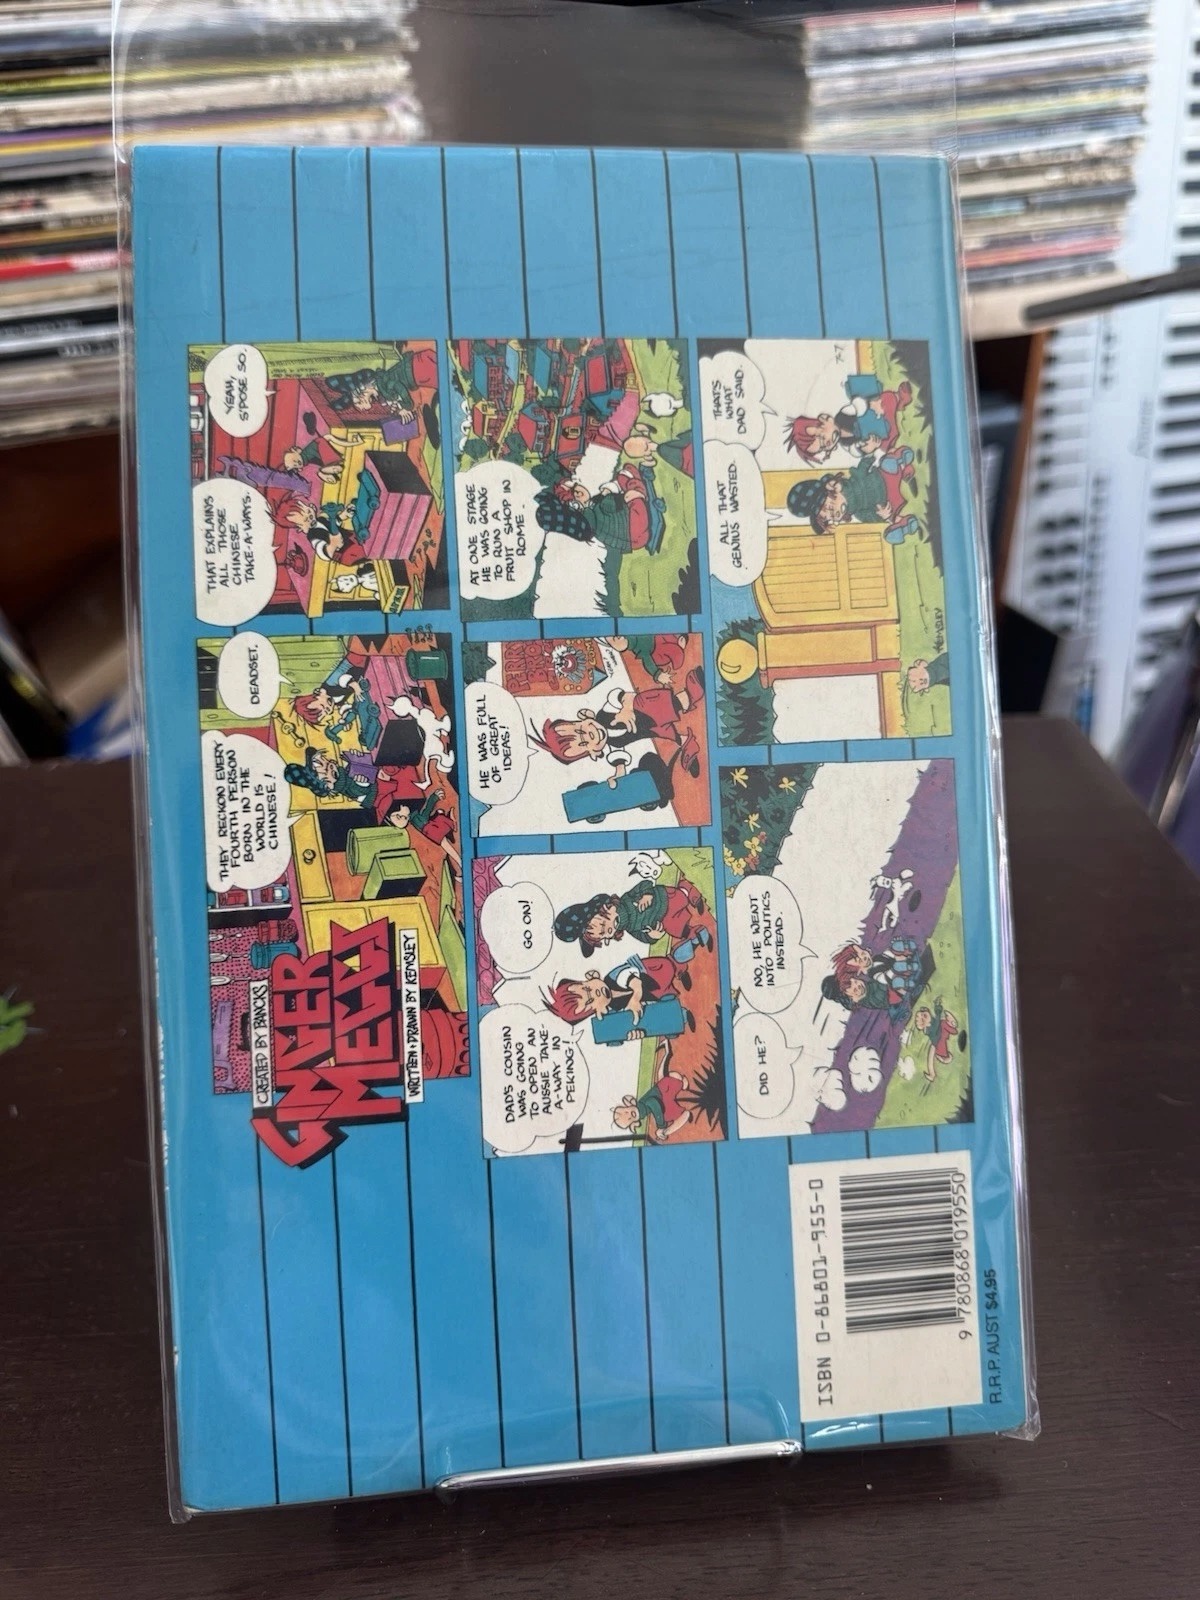 CREATED BY BANCKS
GINGER
MEGGS
WRITTEN + DRAWN BY KEMSLEY
THEY RECKON EVERY
FOURTH PERSON
BORN IN THE
WORLD IS
CHINESE!
DEADSET.
THAT EXPLAINS
ALL THOSE
CHINESE
TAKE-A-WAYS.
YEAH,
S'POSE SO.
DAD'S COUSIN
WAS GOING
TO OPEN AN
AUSSIE TAKE-
A-WAY IN
PEKING!
GO ON!
HE WAS FULL
OF GREAT
IDEAS!
AT ONE STAGE
HE WAS GOING
TO RUN A
FRUIT SHOP IN
ROME.
DID HE?
NO, HE WENT
INTO POLITICS
INSTEAD.
ALL THAT
GENIUS WASTED.
THAT'S
WHAT
DAD SAID.
7-7
KEMSLEY
ISBN 0-86801-955-0
9 780868 019550
R.R.P. AUST $4.95